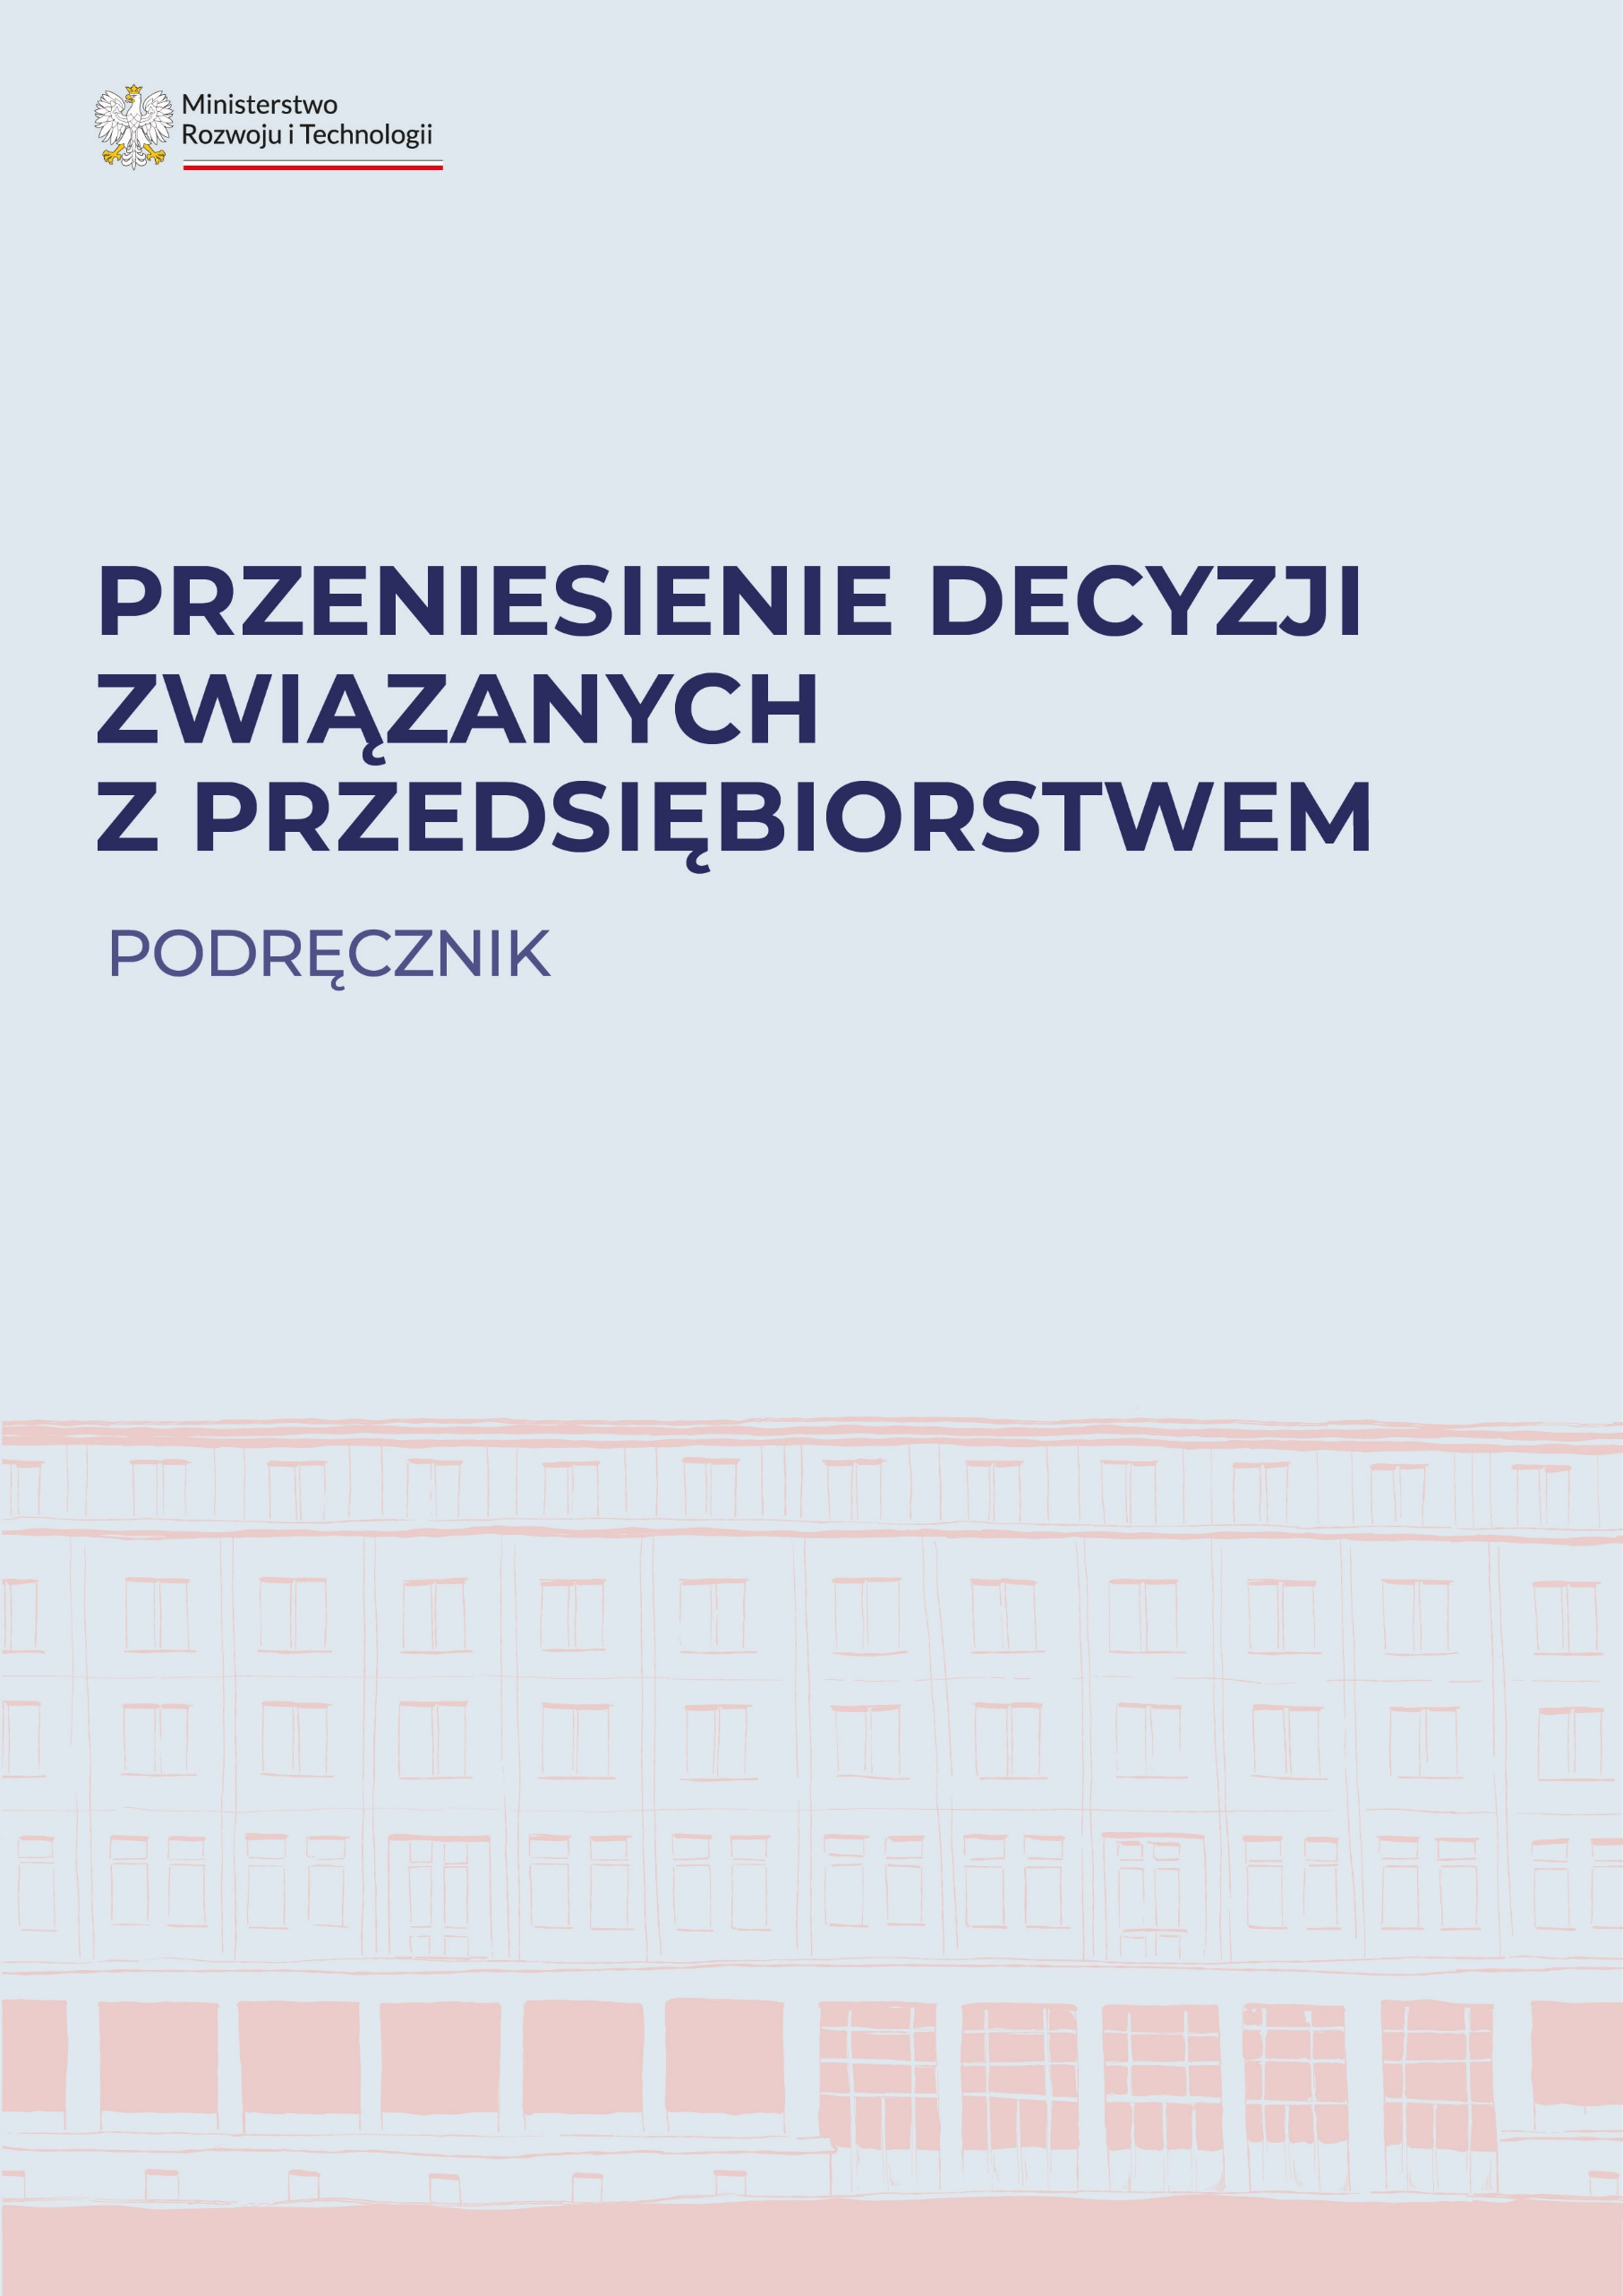 Ministerstwo
Rozwoju i Technologii
PRZENIESIENIE DECYZJI
ZWIĄZANYCH
Z PRZEDSIĘBIORSTWEM
PODRĘCZNIK